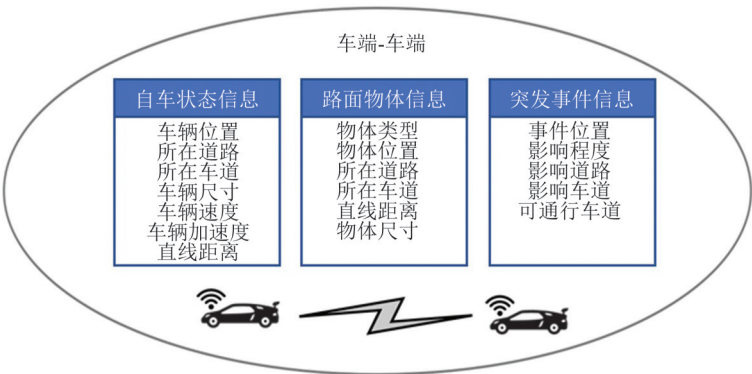 车端-车端
自车状态信息
车辆位置
所在道路
所在车道
车辆尺寸
车辆速度
车辆加速度
直线距离
路面物体信息
物体类型
物体位置
所在道路
所在车道
直线距离
物体尺寸
突发事件信息
事件位置
影响程度
影响道路
影响车道
可通行车道